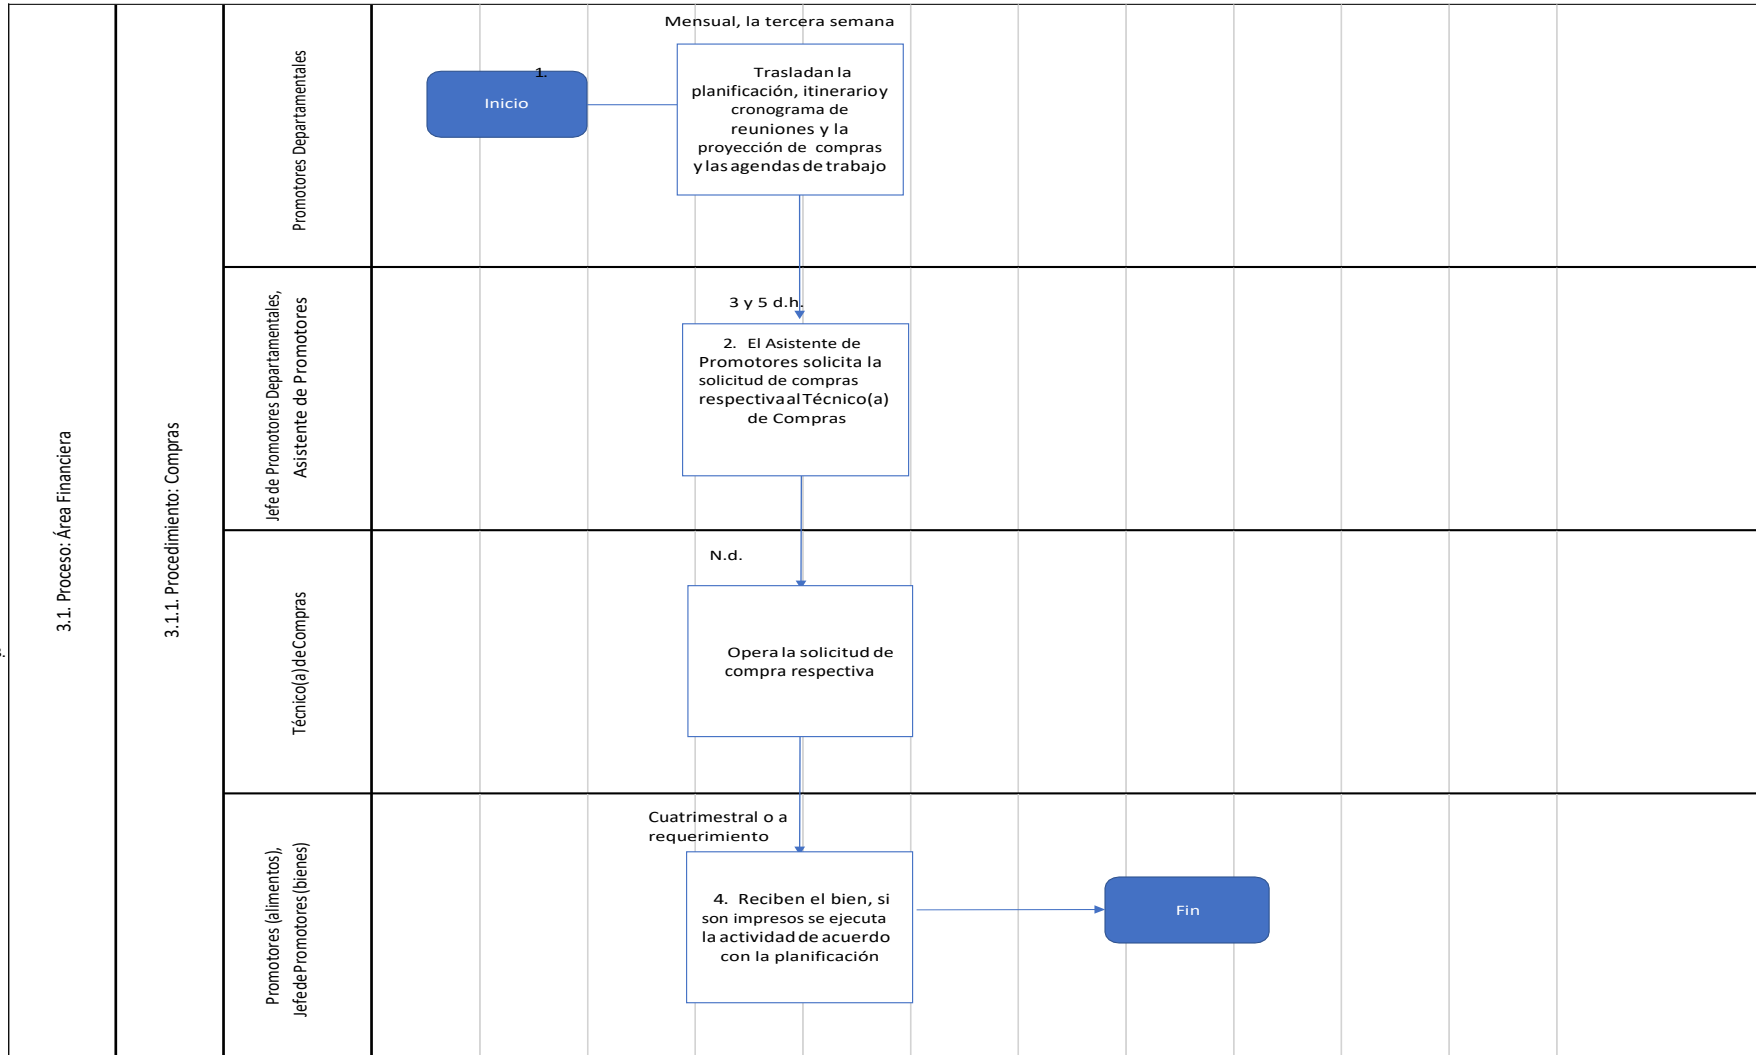 3.1. Proceso: Área Financiera
3.1.1. Procedimiento: Compras
Promotores Departamentales
Mensual, la tercera semana
1.
Inicio
Trasladan la
planificación, itinerario y
cronograma de
reuniones y la
proyección de compras
y las agendas de trabajo
Jefe de Promotores Departamentales,
Asistente de Promotores
3 y 5 d.h.
2. El Asistente de
Promotores solicita la
solicitud de compras
respectiva al Técnico(a)
de Compras
Técnico(a) de Compras
N.d.
Opera la solicitud de
compra respectiva
Promotores (alimentos),
Jefe de Promotores (bienes)
Cuatrimestral o a
requerimiento
4. Reciben el bien, si
son impresos se ejecuta
la actividad de acuerdo
con la planificación
Fin